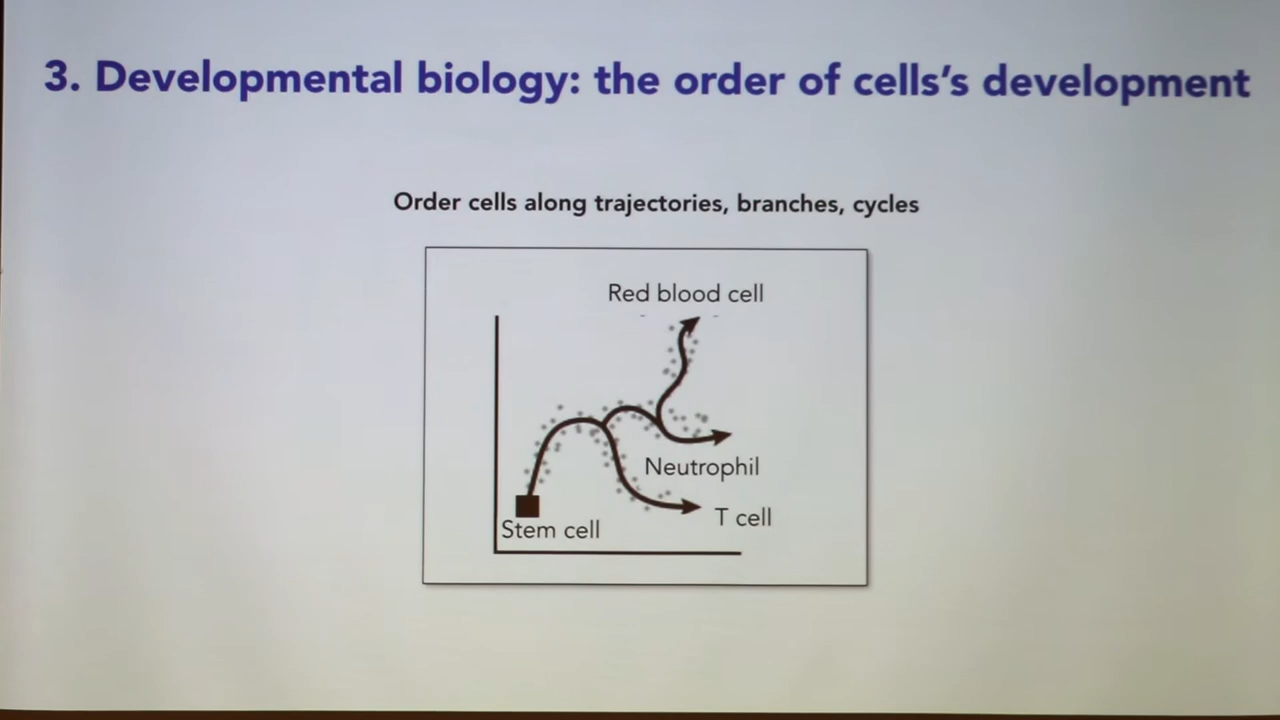 3. Developmental biology: the order of cells’s development
Order cells along trajectories, branches, cycles
Red blood cell
Neutrophil
T cell
Stem cell